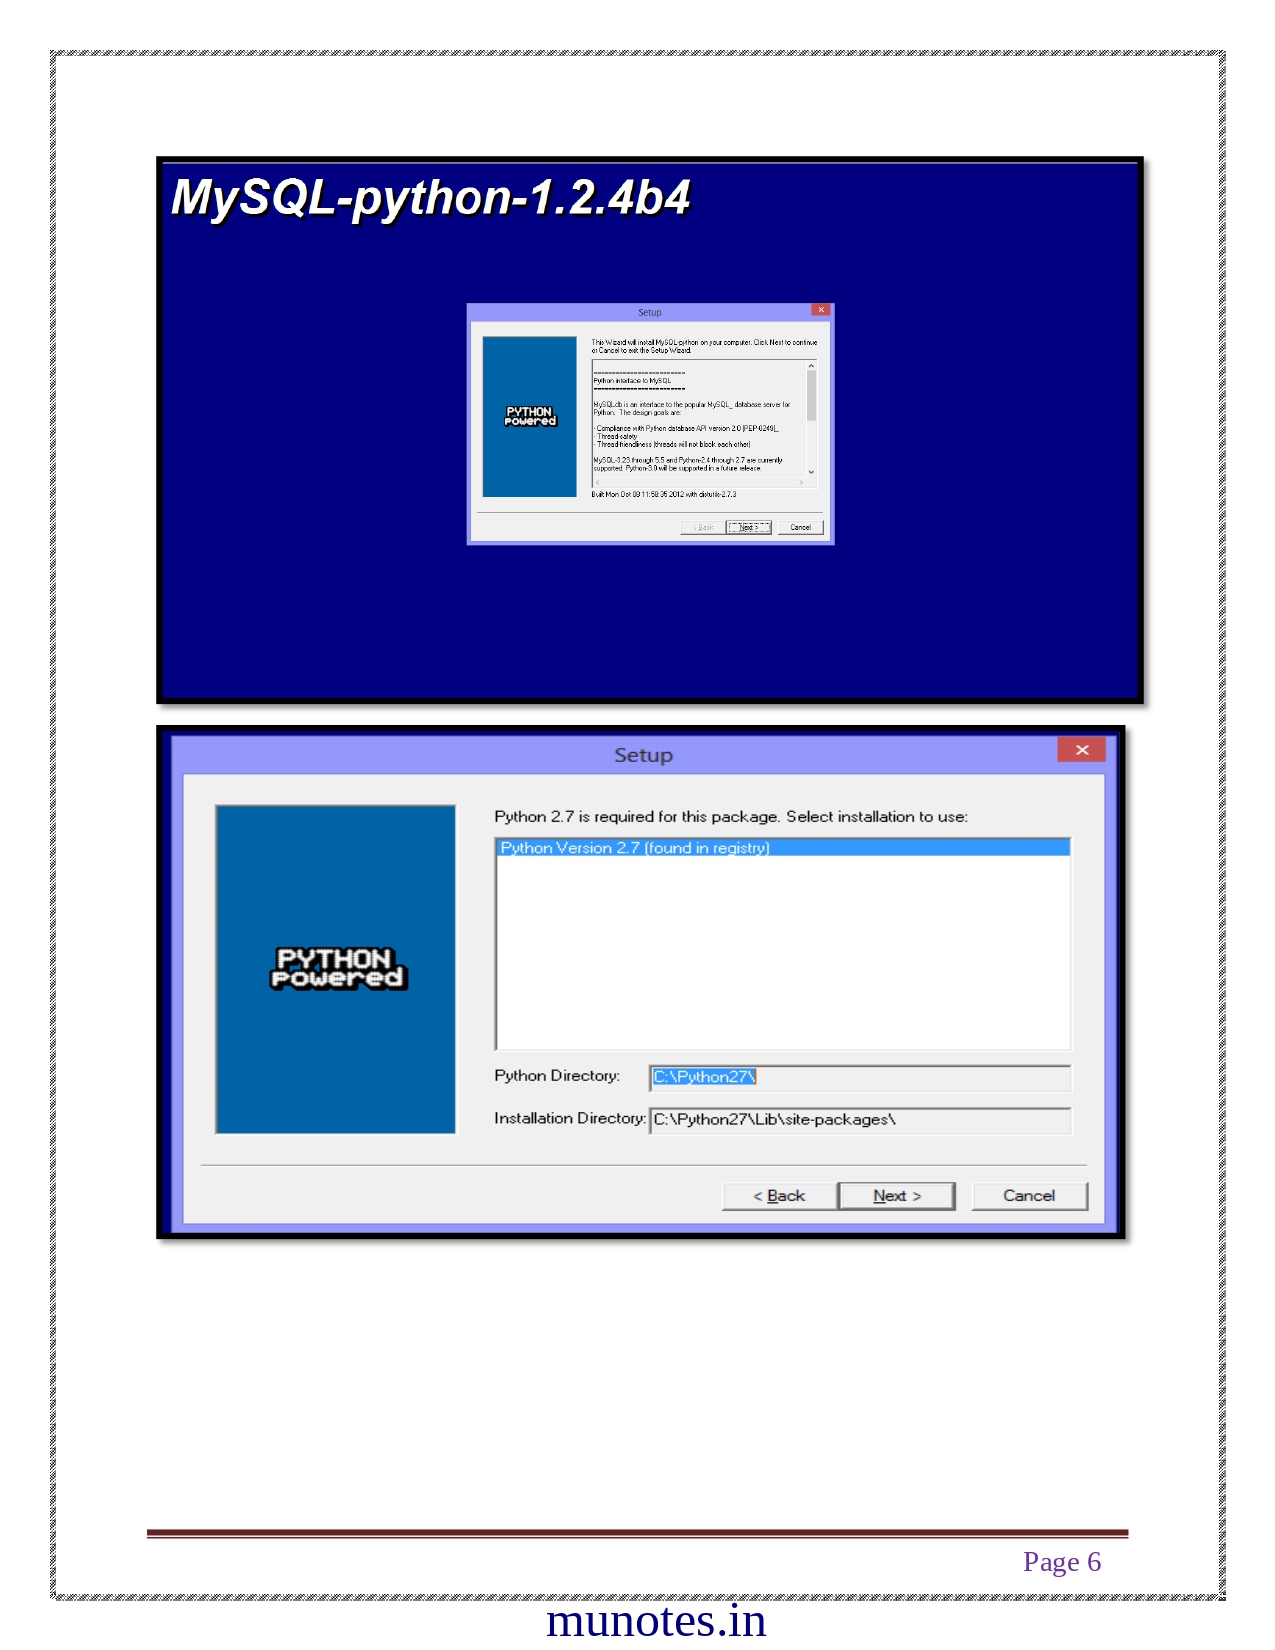 MySQL-python-1.2.4b4
Setup
This Wizard will install MySQL-python on your computer. Click Next to continue
or Cancel to exit the Setup Wizard.
=========================
Python interface to MySQL
=========================
MySQLdb is an interface to the popular MySQL_ database server for
Python. The design goals are:
- Compliance with Python database API version 2.0 [PEP-0249]_
- Thread-safety
- Thread-friendliness (threads will not block each other)
MySQL-3.23 through 5.5 and Python-2.4 through 2.7 are currently
supported. Python-3.0 will be supported in a future release.
PYTHON
powered
Built Mon Oct 08 11:58:35 2012 with distutils-2.7.3
< Back Next > Cancel
Setup
Python 2.7 is required for this package. Select installation to use:
Python Version 2.7 (found in registry)
PYTHON
powered
Python Directory: C:\Python27\
Installation Directory: C:\Python27\Lib\site-packages\
< Back Next > Cancel
Page 6
munotes.in